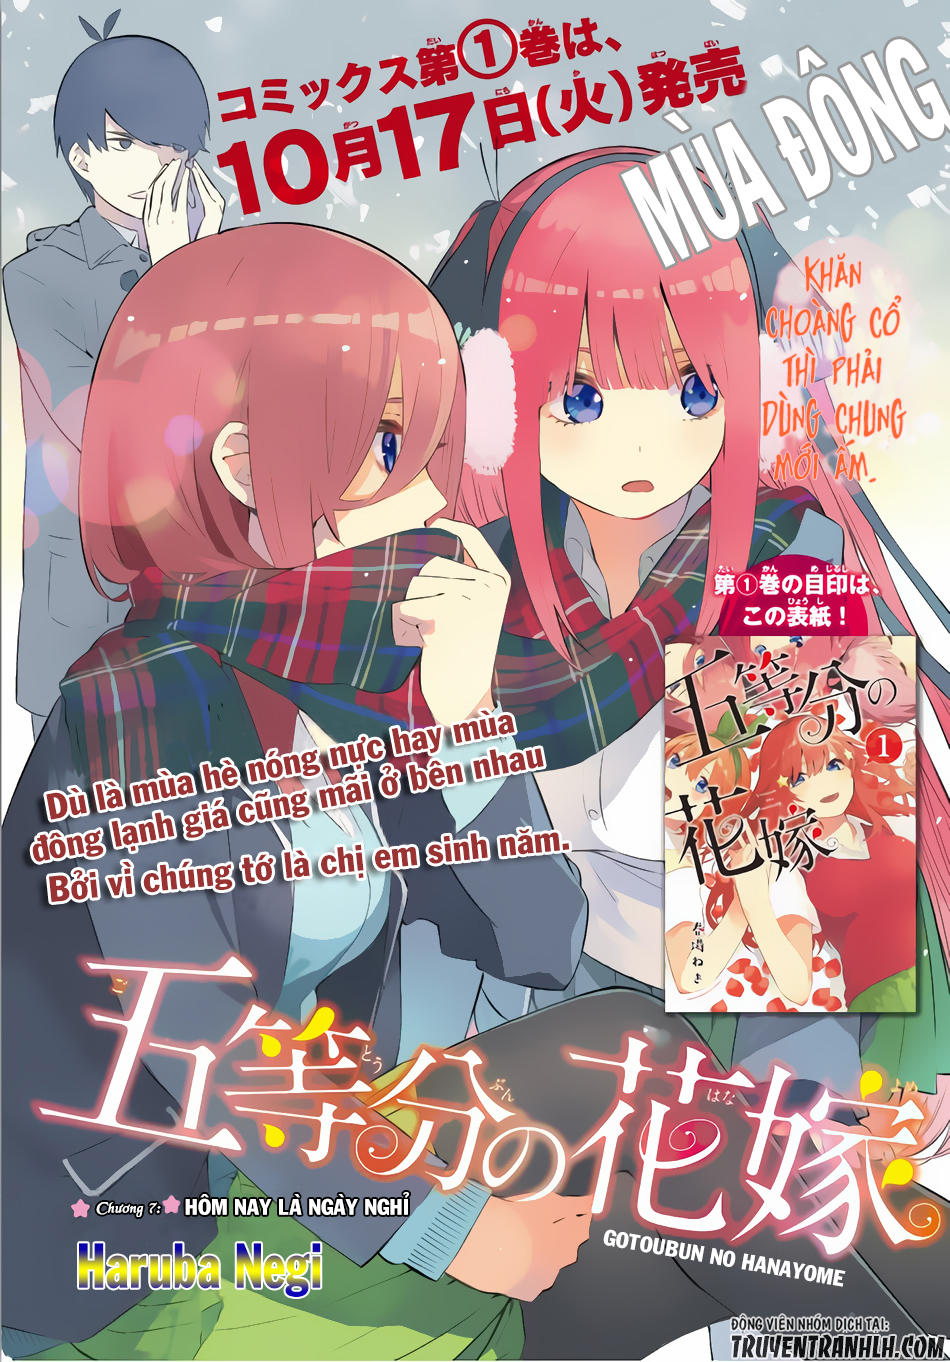 コミックス第①巻は、
10月17日(火)発売
MÙA ĐÔNG
KHĂN
CHOÀNG CỔ
THÌ PHẢI
DÙNG CHUNG
MỚI ẤM.
第①巻の目印は、
この表紙！
五等分の
花嫁
1
春場ねぎ
Dù là mùa hè nóng nực hay mùa
đông lạnh giá cũng mãi ở bên nhau
Bởi vì chúng tớ là chị em sinh năm.
五等分の花嫁
Chương 7: HÔM NAY LÀ NGÀY NGHỈ
GOTOUBUN NO HANAYOME
Haruba Negi
ĐỘNG VIÊN NHÓM DỊCH TẠI:
TRUYENTRANHLH.COM